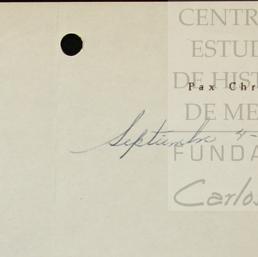 CENTR
ESTUD
DE HIST
Pax Chr
DE ME
Septiembre 4-
FUNDA
Carlos